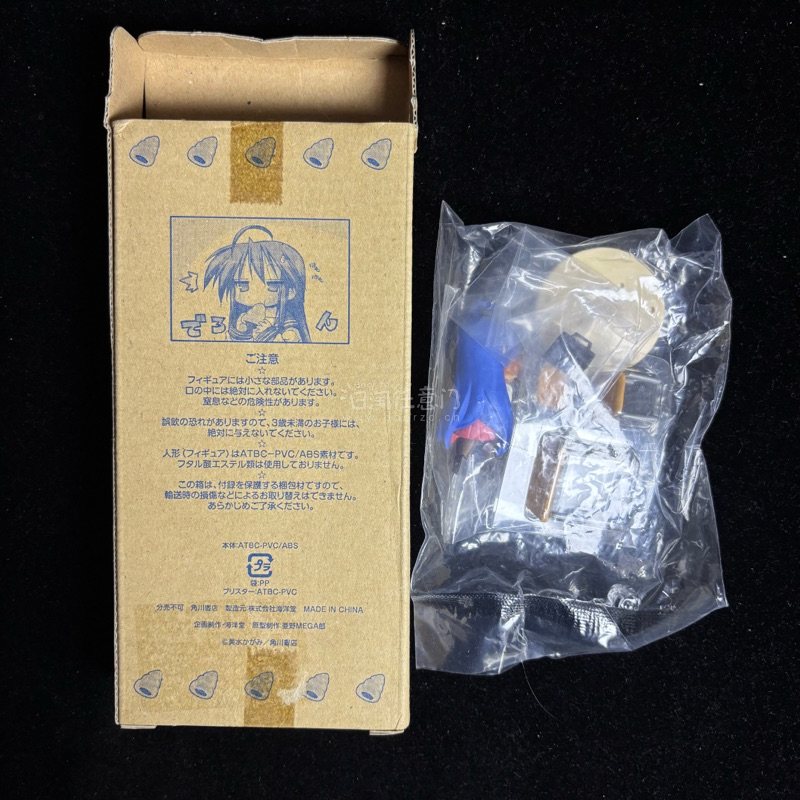 でろん
ご注意
☆
フィギュアには小さな部品があります。
口の中には絶対に入れないでください。
窒息などの危険性があります。
☆
誤飲の恐れがありますので、3歳未満のお子様には、
絶対に与えないでください。
☆
人形(フィギュア)はATBC-PVC/ABS素材です。
フタル酸エステル類は使用しておりません。
☆
この箱は、付録を保護する梱包材ですので、
輸送時の損傷などによるお取り替えはできません。
あらかじめご了承ください。
本体:ATBC-PVC/ABS
プラ
袋:PP
ブリスター:ATBC-PVC
分売不可 角川書店 製造元:株式会社海洋堂 MADE IN CHINA
企画制作:海洋堂 原型制作:菱野MEGA郎
©美水かがみ/角川書店